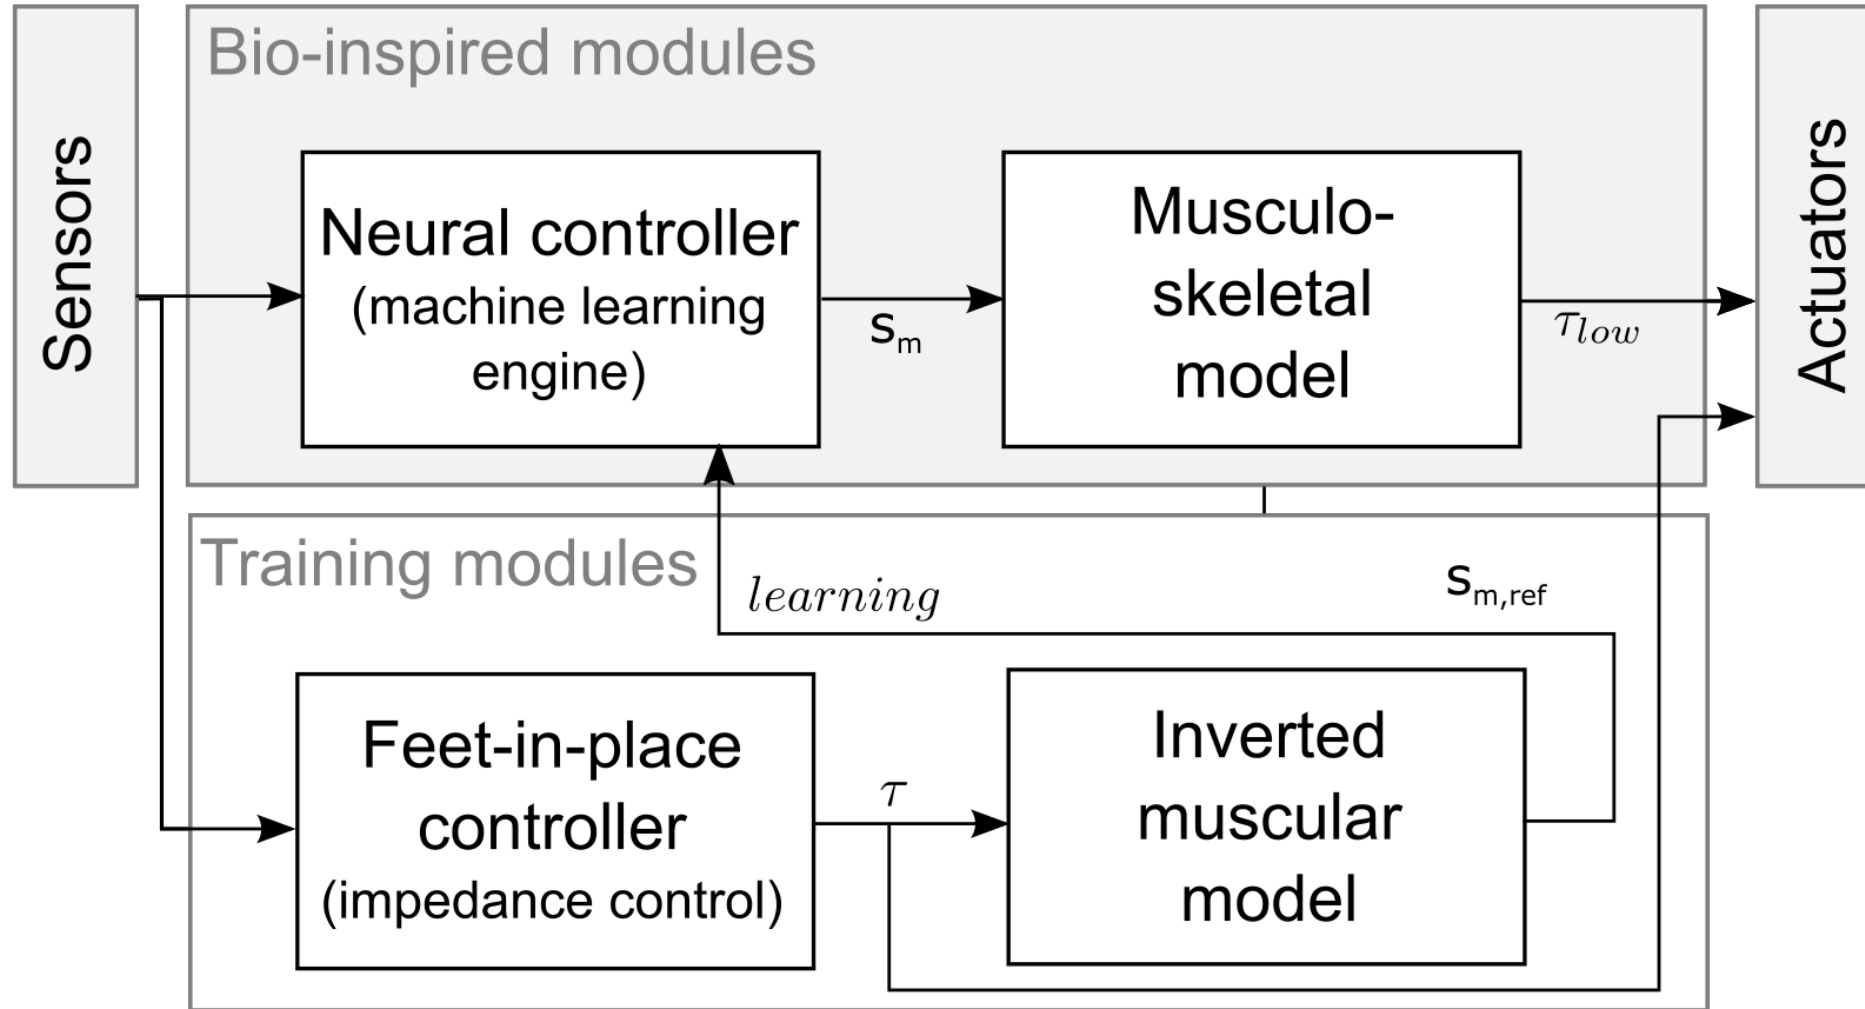 Sensors
Bio-inspired modules
Neural controller
(machine learning
engine)
s_m
Musculo-
skeletal
model
τ_low
Actuators
Training modules
learning
s_m,ref
Feet-in-place
controller
(impedance control)
τ
Inverted
muscular
model